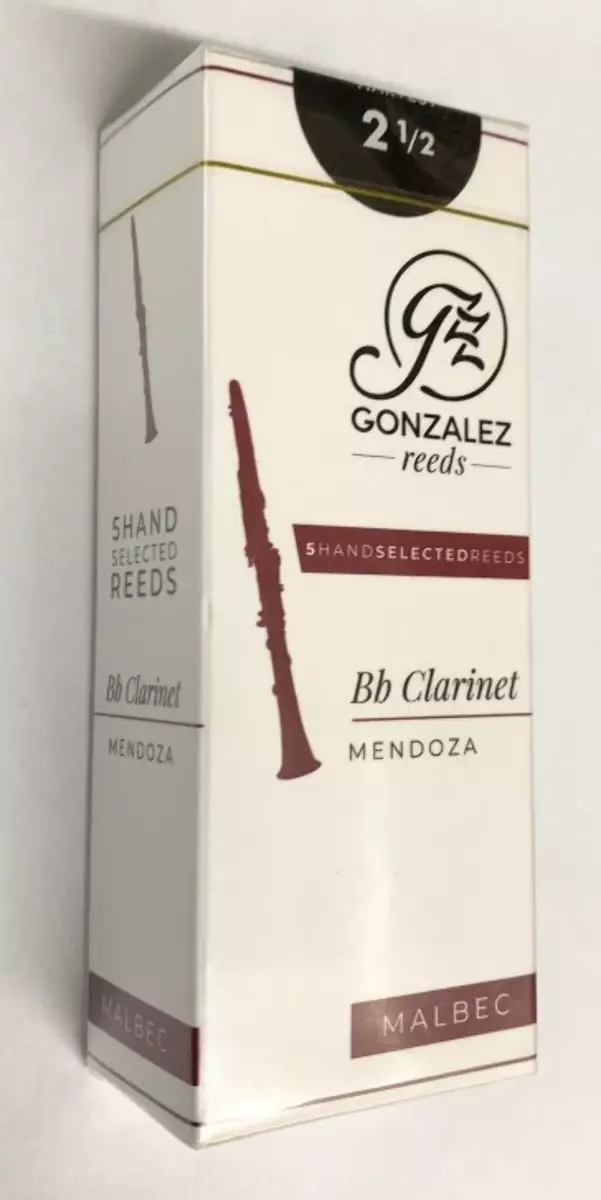 2 1/2
GZ
GONZALEZ
reeds
5HANDSELECTEDREEDS
Bb Clarinet
MENDOZA
MALBEC
5HAND
SELECTED
REEDS
Bb Clarinet
MENDOZA
MALBEC